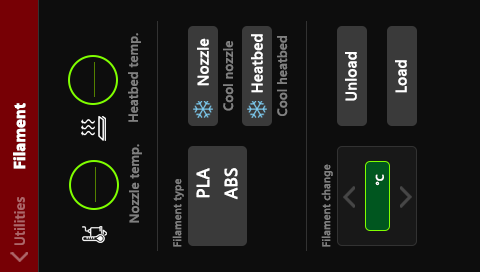 Utilities Filament
Nozzle temp.
Heatbed temp.
Filament type
PLA
ABS
Nozzle
Cool nozzle
Heatbed
Cool heatbed
Filament change
°C
Unload
Load